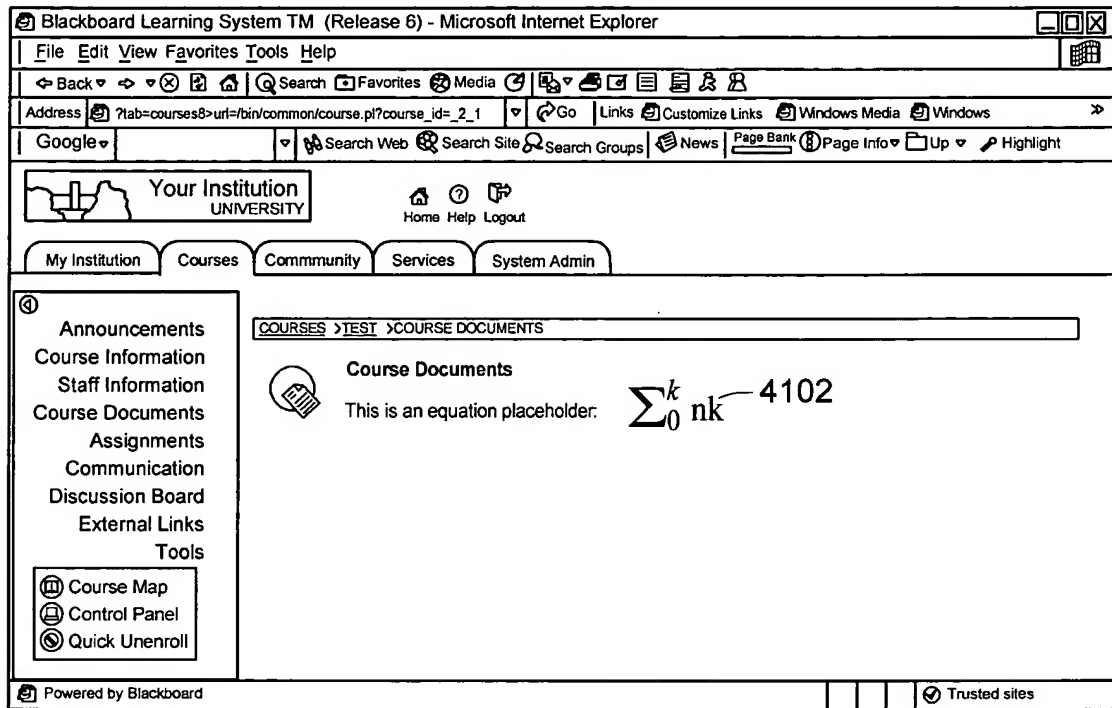 Blackboard Learning System TM (Release 6) - Microsoft Internet Explorer
File Edit View Favorites Tools Help
Back Search Favorites Media
Address ?tab=courses8>url=/bin/common/course.pl?course_id=_2_1 Go Links Customize Links Windows Media Windows »
Google Search Web Search Site Search Groups News Page Bank Page Info Up Highlight
Your Institution
UNIVERSITY
Home Help Logout
My Institution Courses Commmunity Services System Admin
Announcements
Course Information
Staff Information
Course Documents
Assignments
Communication
Discussion Board
External Links
Tools
Course Map
Control Panel
Quick Unenroll
COURSES >TEST >COURSE DOCUMENTS
Course Documents
This is an equation placeholder: ∑₀ᵏ nk 4102
Powered by Blackboard Trusted sites